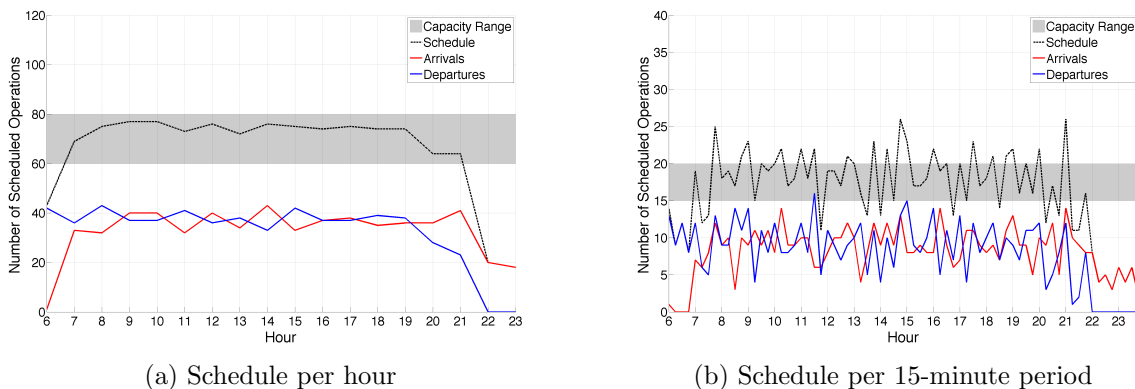 120
100
80
60
40
20
0
Number of Scheduled Operations
6 7 8 9 10 11 12 13 14 15 16 17 18 19 20 21 22 23
Hour
Capacity Range
Schedule
Arrivals
Departures
(a) Schedule per hour
40
35
30
25
20
15
10
5
0
Number of Scheduled Operations
6 7 8 9 10 11 12 13 14 15 16 17 18 19 20 21 22 23
Hour
Capacity Range
Schedule
Arrivals
Departures
(b) Schedule per 15-minute period